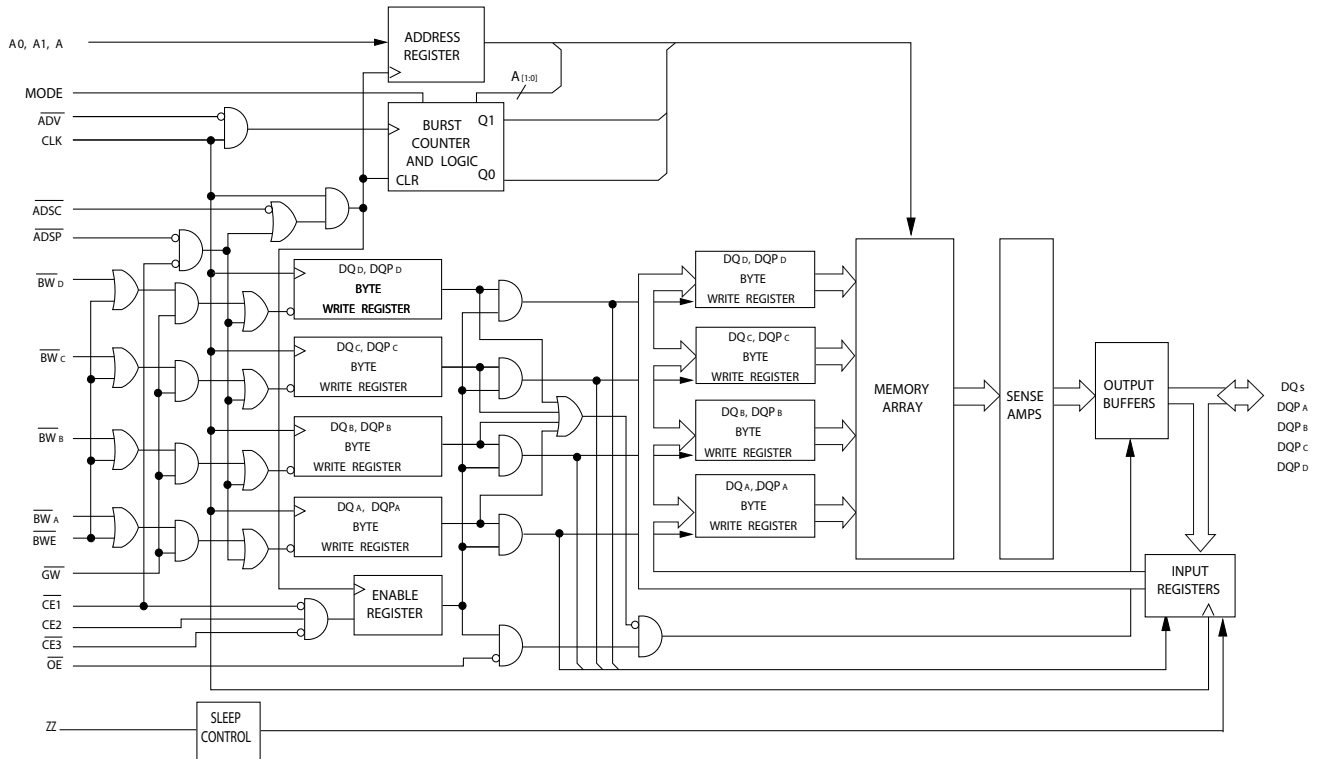 A0, A1, A
ADDRESS
REGISTER
MODE
A [1:0]
ADV
CLK
BURST
COUNTER
AND LOGIC
CLR
Q1
Q0
ADSC
ADSP
BW D
DQ D, DQP D
BYTE
WRITE REGISTER
DQ D, DQP D
BYTE
WRITE REGISTER
BW C
DQ C, DQP C
BYTE
WRITE REGISTER
DQ C, DQP C
BYTE
WRITE REGISTER
BW B
DQ B, DQP B
BYTE
WRITE REGISTER
DQ B, DQP B
BYTE
WRITE REGISTER
BW A
BWE
DQ A, DQP A
BYTE
WRITE REGISTER
DQ A, DQP A
BYTE
WRITE REGISTER
MEMORY
ARRAY
SENSE
AMPS
OUTPUT
BUFFERS
DQ s
DQP A
DQP B
DQP C
DQP D
GW
CE1
CE2
CE3
OE
ENABLE
REGISTER
INPUT
REGISTERS
ZZ
SLEEP
CONTROL